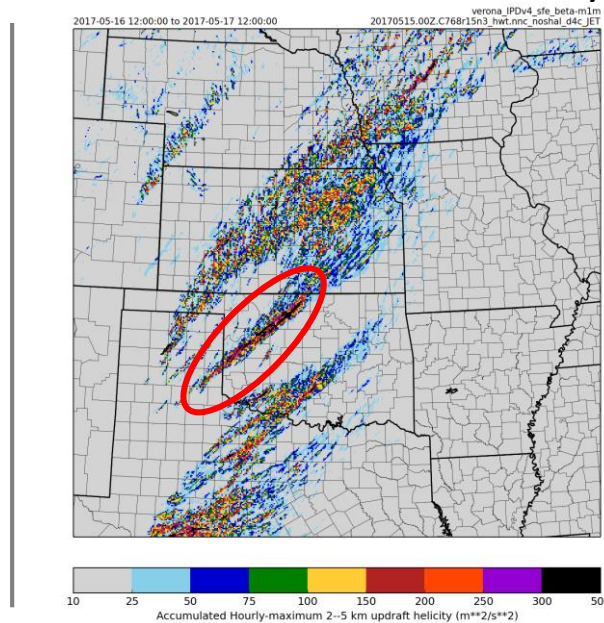 verona_IPDv4_sfe_beta-m1m
2017-05-16 12:00:00 to 2017-05-17 12:00:00 20170515.00Z.C768r15n3_hwt.nnc_noshal_d4c_JET
10 25 50 75 100 150 200 250 300 50
Accumulated Hourly-maximum 2--5 km updraft helicity (m**2/s**2)